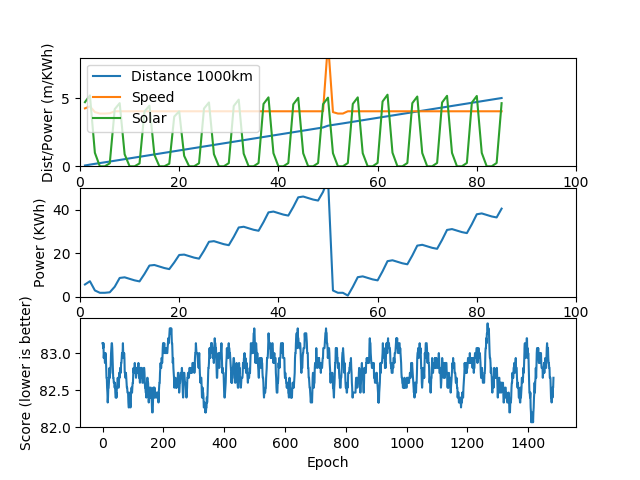 Dist/Power (m/KWh)
5
0
Distance 1000km
Speed
Solar
0 20 40 60 80 100
Power (KWh)
40
20
0
0 20 40 60 80 100
Score (lower is better)
83.0
82.5
82.0
0 200 400 600 800 1000 1200 1400
Epoch